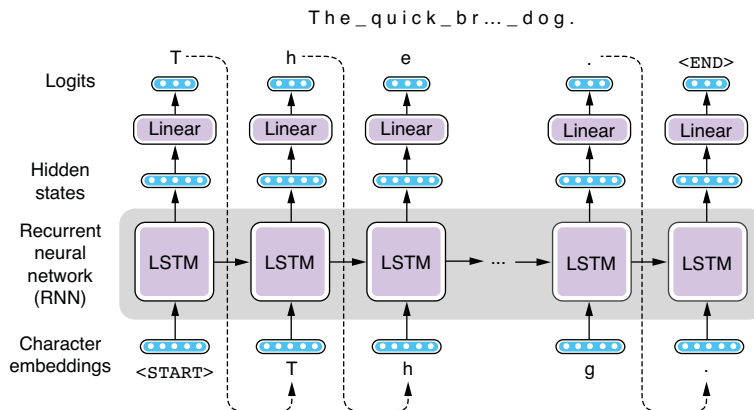 The_quick_br..._dog.
T h e . <END>
Logits
Linear Linear Linear Linear Linear
Hidden
states
Recurrent
neural
network
(RNN)
LSTM LSTM LSTM ... LSTM LSTM
Character
embeddings
<START> T h g .